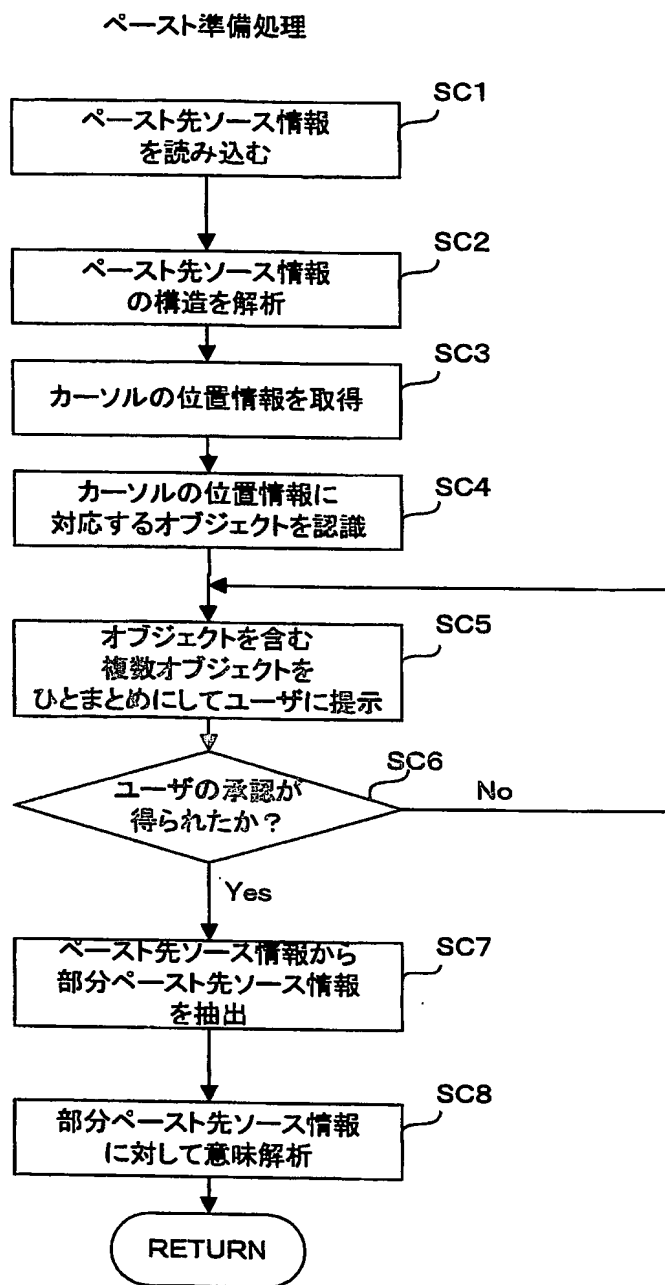 ペースト準備処理
SC1
ペースト先ソース情報
を読み込む
SC2
ペースト先ソース情報
の構造を解析
SC3
カーソルの位置情報を取得
SC4
カーソルの位置情報に
対応するオブジェクトを認識
SC5
オブジェクトを含む
複数オブジェクトを
ひとまとめにしてユーザに提示
SC6
ユーザの承認が
得られたか？
No
Yes
SC7
ペースト先ソース情報から
部分ペースト先ソース情報
を抽出
SC8
部分ペースト先ソース情報
に対して意味解析
RETURN